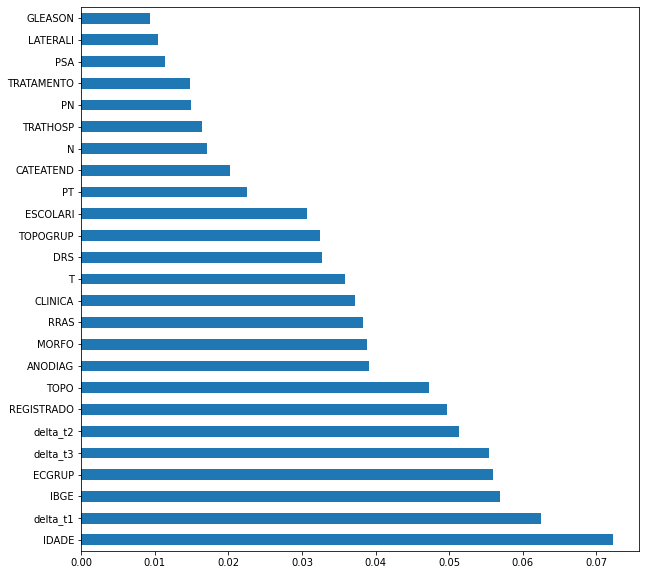 GLEASON
LATERALI
PSA
TRATAMENTO
PN
TRATHOSP
N
CATEATEND
PT
ESCOLARI
TOPOGRUP
DRS
T
CLINICA
RRAS
MORFO
ANODIAG
TOPO
REGISTRADO
delta_t2
delta_t3
ECGRUP
IBGE
delta_t1
IDADE
0.00 0.01 0.02 0.03 0.04 0.05 0.06 0.07